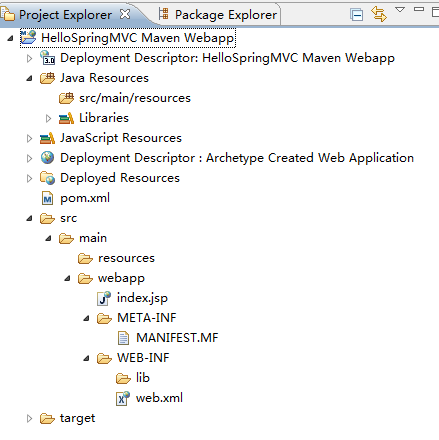 Project Explorer Package Explorer
HelloSpringMVC Maven Webapp
3.0 Deployment Descriptor: HelloSpringMVC Maven Webapp
Java Resources
src/main/resources
Libraries
JavaScript Resources
Deployment Descriptor : Archetype Created Web Application
Deployed Resources
pom.xml
src
main
resources
webapp
index.jsp
META-INF
MANIFEST.MF
WEB-INF
lib
web.xml
target